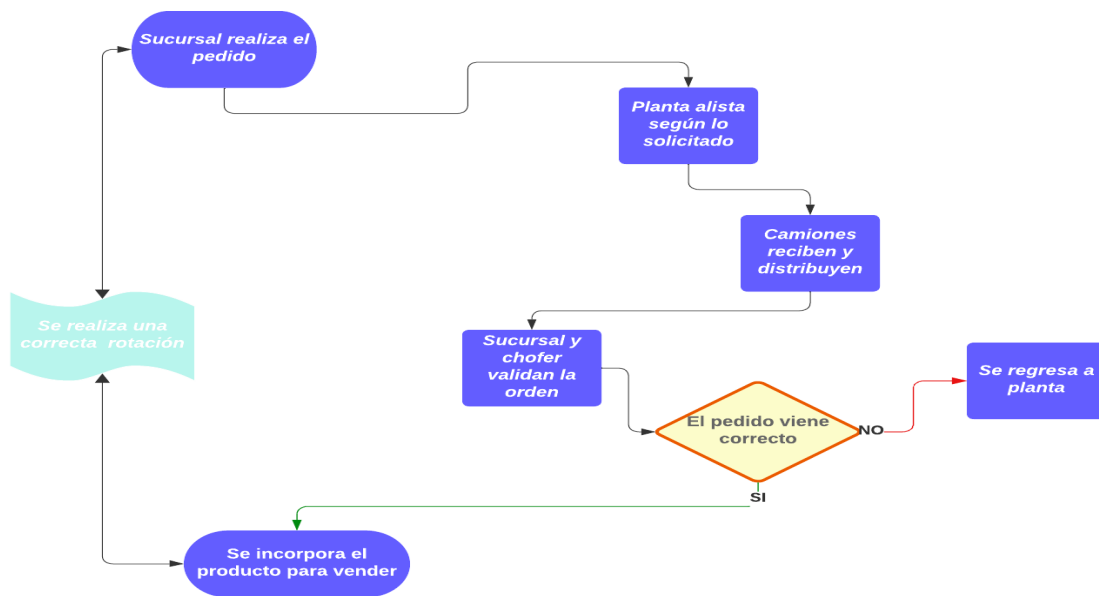 Sucursal realiza el
pedido
Planta alista
según lo
solicitado
Camiones
reciben y
distribuyen
Se realiza una
correcta rotación
Sucursal y
chofer
validan la
orden
Se regresa a
planta
El pedido viene
correcto
NO
SI
Se incorpora el
producto para vender